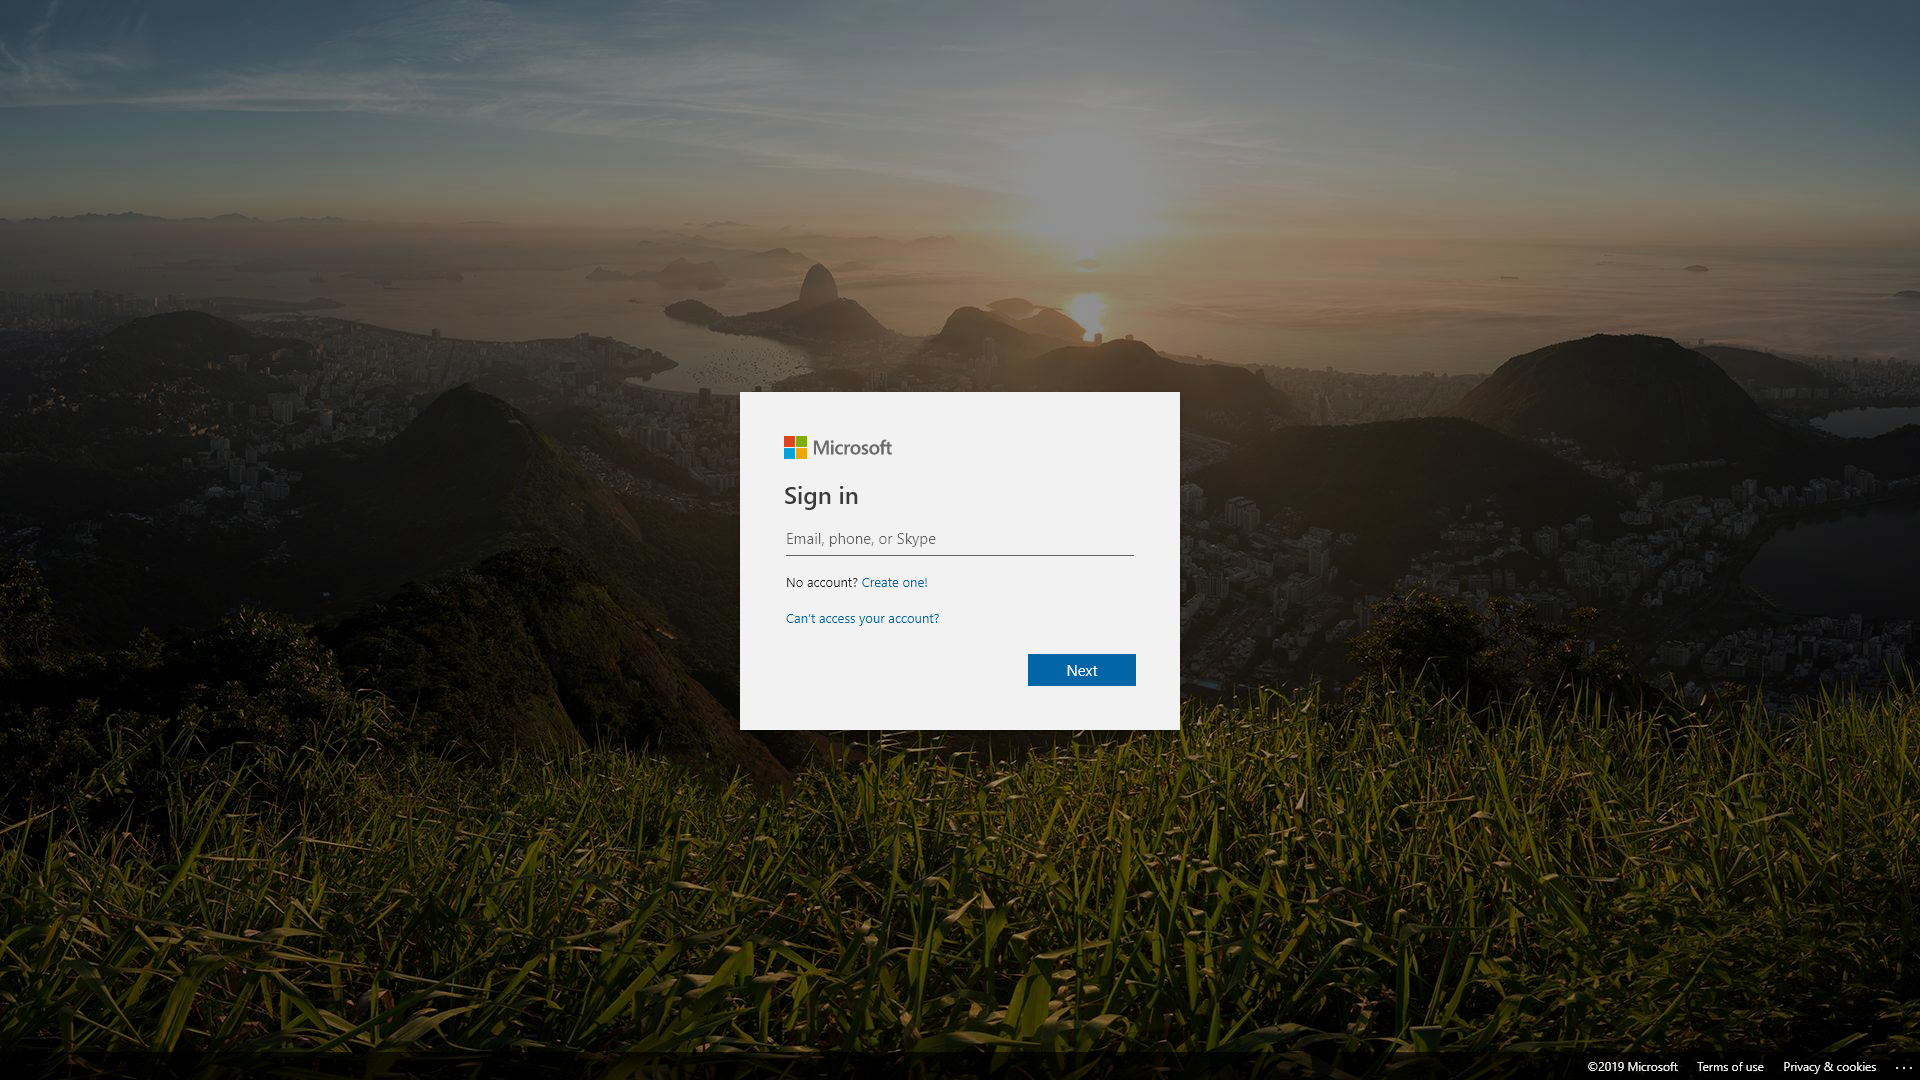 Microsoft
Sign in
Email, phone, or Skype
No account? Create one!
Can't access your account?
Next
©2019 Microsoft Terms of use Privacy & cookies ...